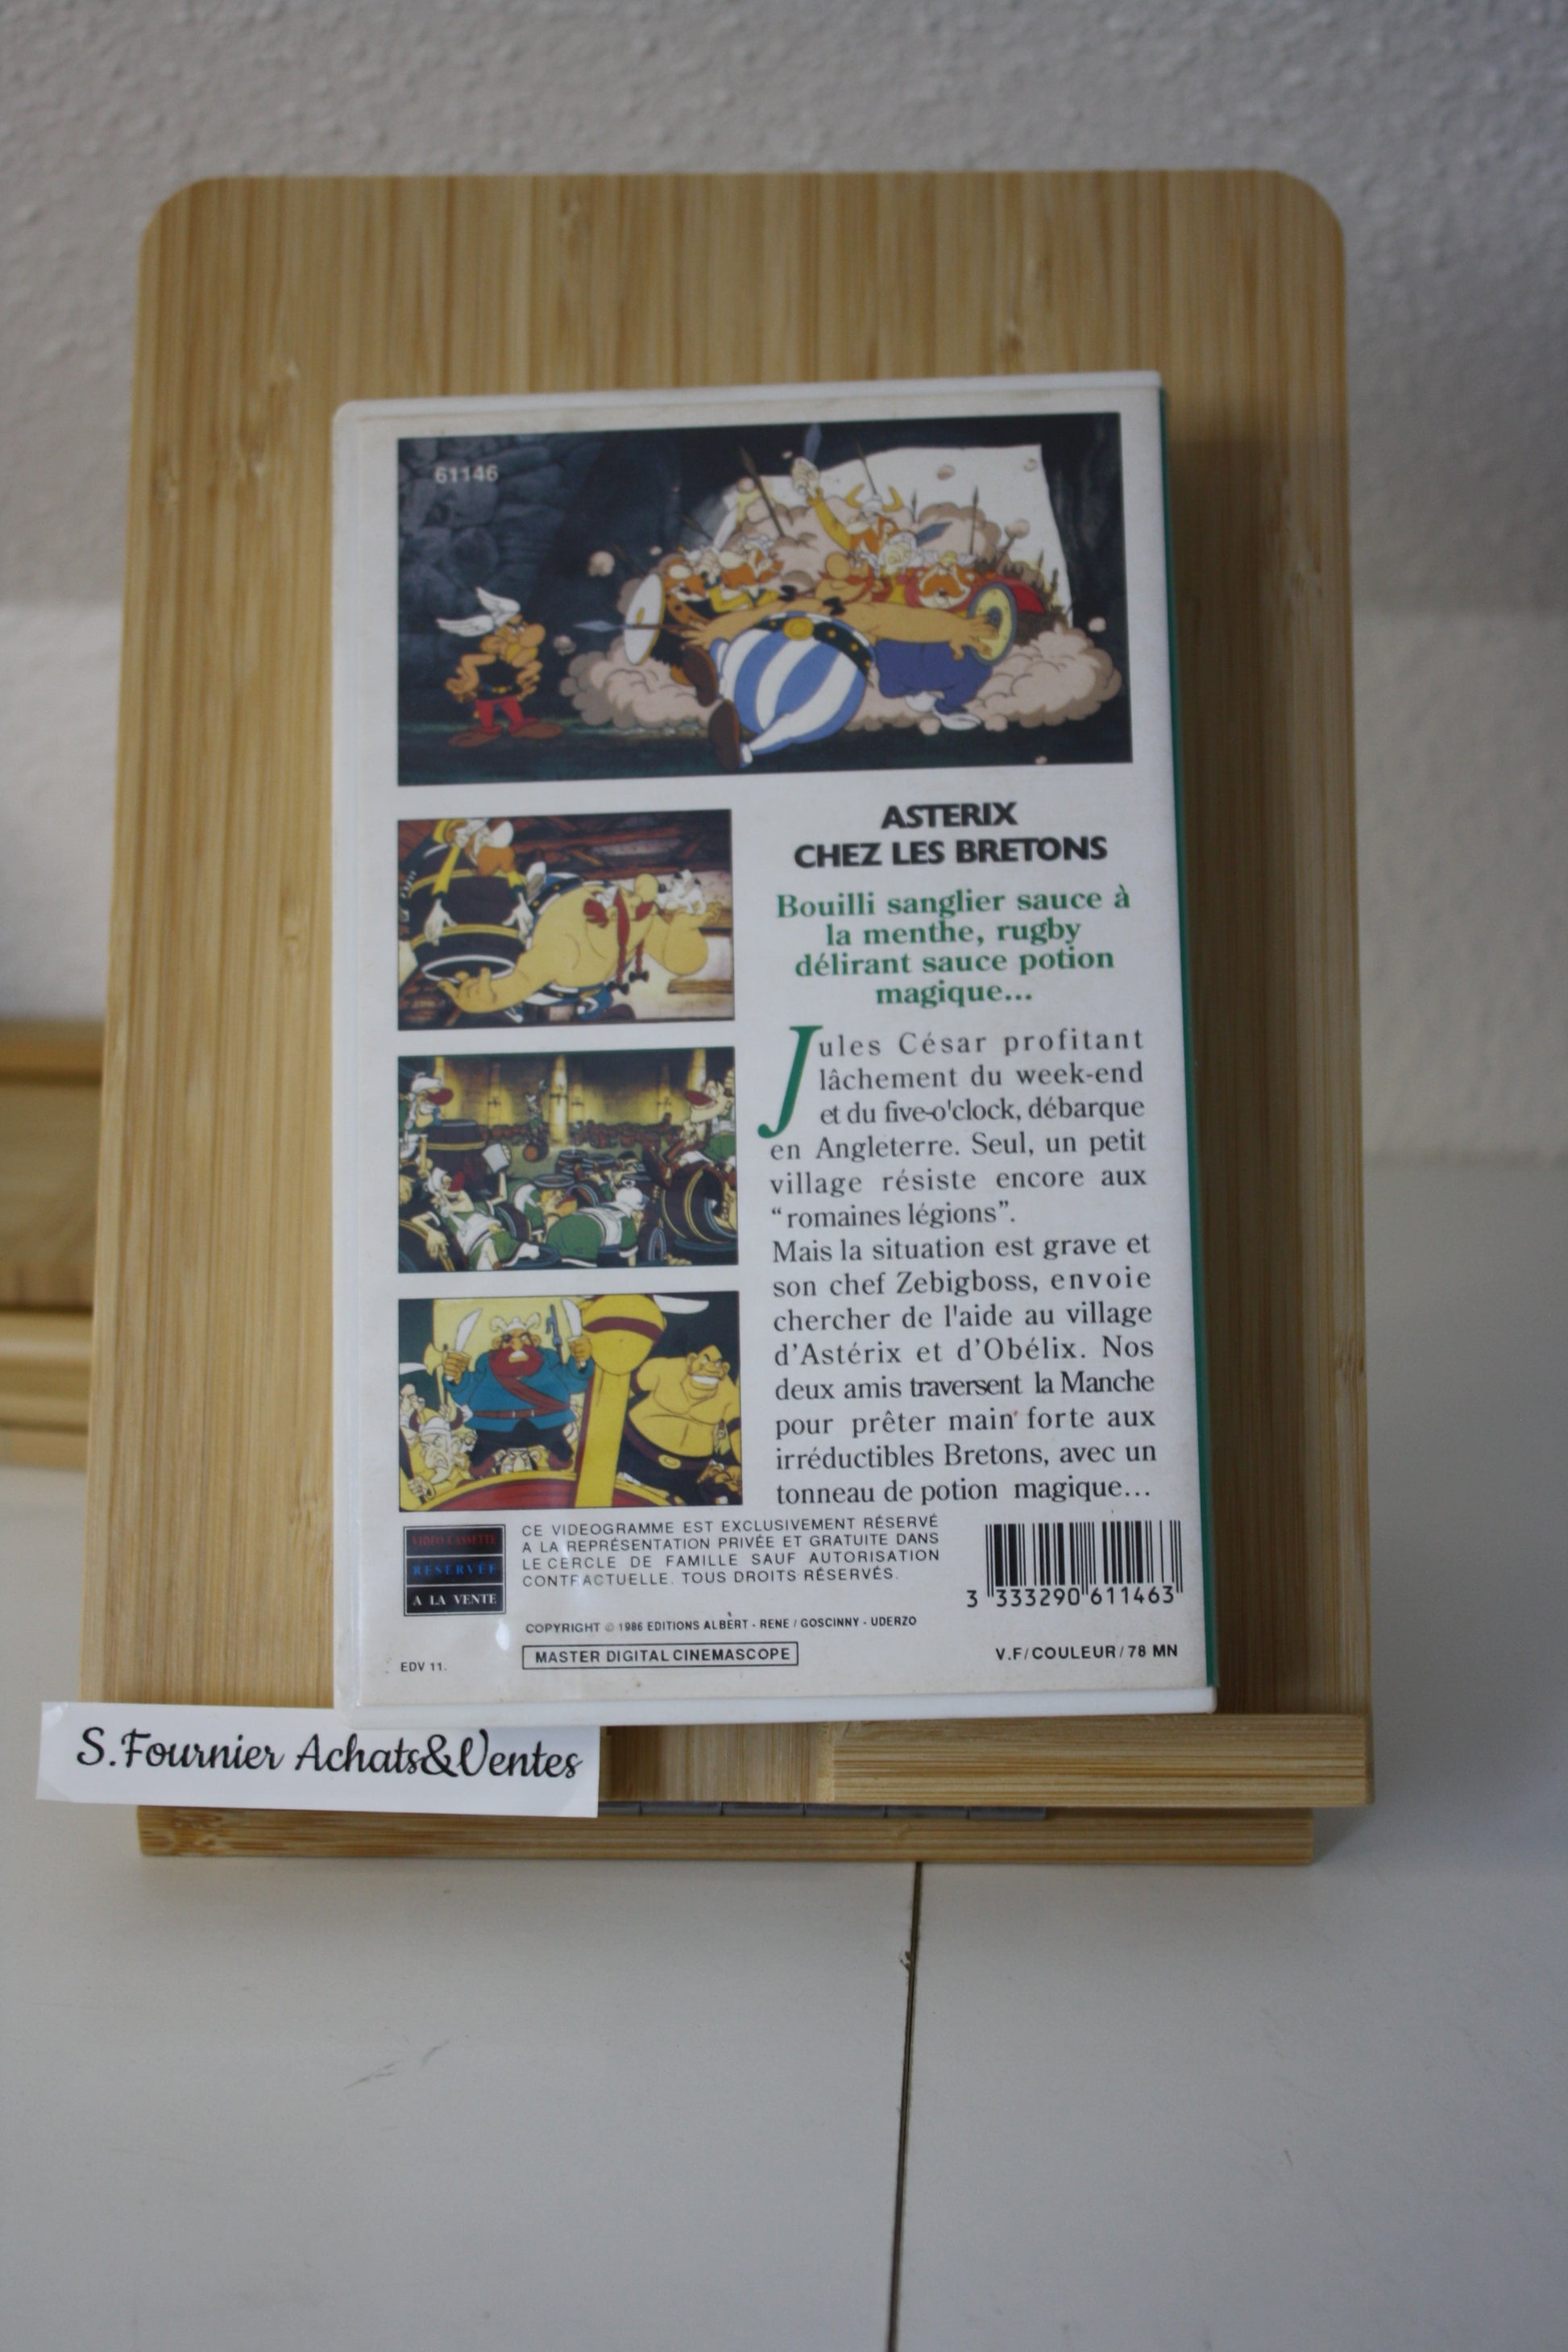 61146
ASTERIX
CHEZ LES BRETONS
Bouilli sanglier sauce à
la menthe, rugby
délirant sauce potion
magique...
Jules César profitant
lâchement du week-end
et du five-o'clock, débarque
en Angleterre. Seul, un petit
village résiste encore aux
“romaines légions”.
Mais la situation est grave et
son chef Zebigboss, envoie
chercher de l'aide au village
d'Astérix et d'Obélix. Nos
deux amis traversent la Manche
pour prêter main forte aux
irréductibles Bretons, avec un
tonneau de potion magique...
VIDEO CASSETTE
RESERVÉE
A LA VENTE
CE VIDEOGRAMME EST EXCLUSIVEMENT RÉSERVÉ
A LA REPRÉSENTATION PRIVÉE ET GRATUITE DANS
LE CERCLE DE FAMILLE SAUF AUTORISATION
CONTRACTUELLE. TOUS DROITS RÉSERVÉS.
3 333290 611463
COPYRIGHT © 1986 EDITIONS ALBERT - RENE / GOSCINNY - UDERZO
EDV 11.
MASTER DIGITAL CINEMASCOPE
V.F/COULEUR/78 MN
S.Fournier Achats&Ventes